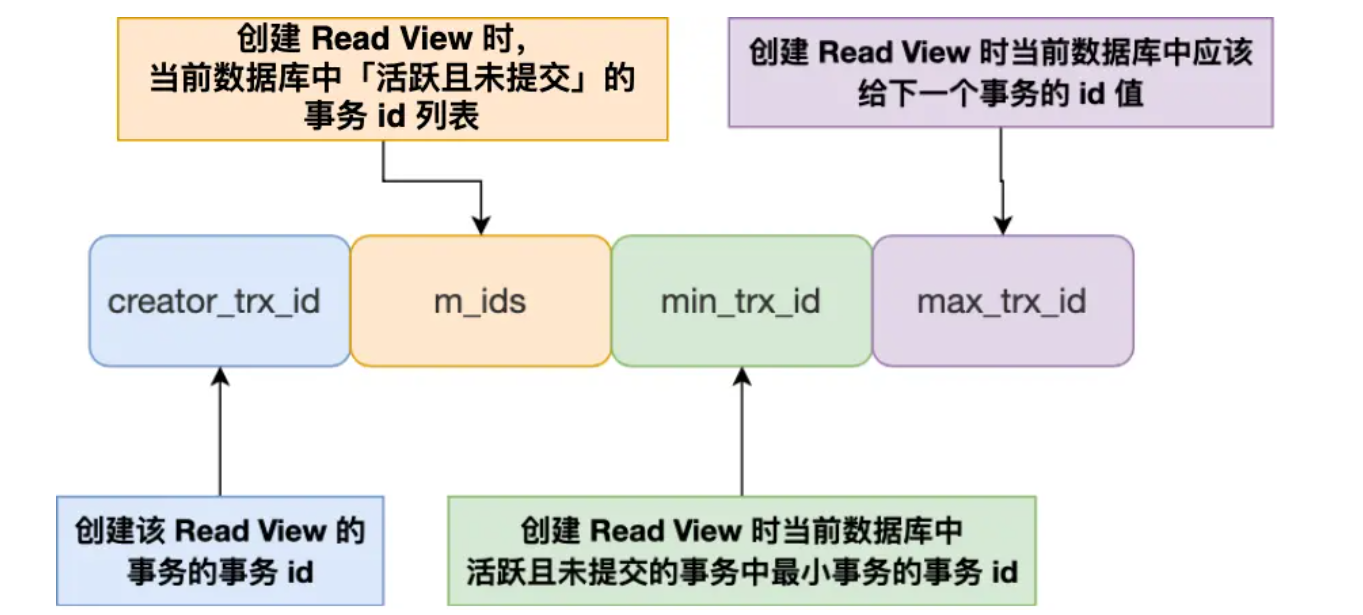 创建 Read View 时，
当前数据库中「活跃且未提交」的
事务 id 列表
创建 Read View 时当前数据库中应该
给下一个事务的 id 值
creator_trx_id
m_ids
min_trx_id
max_trx_id
创建该 Read View 的
事务的事务 id
创建 Read View 时当前数据库中
活跃且未提交的事务中最小事务的事务 id